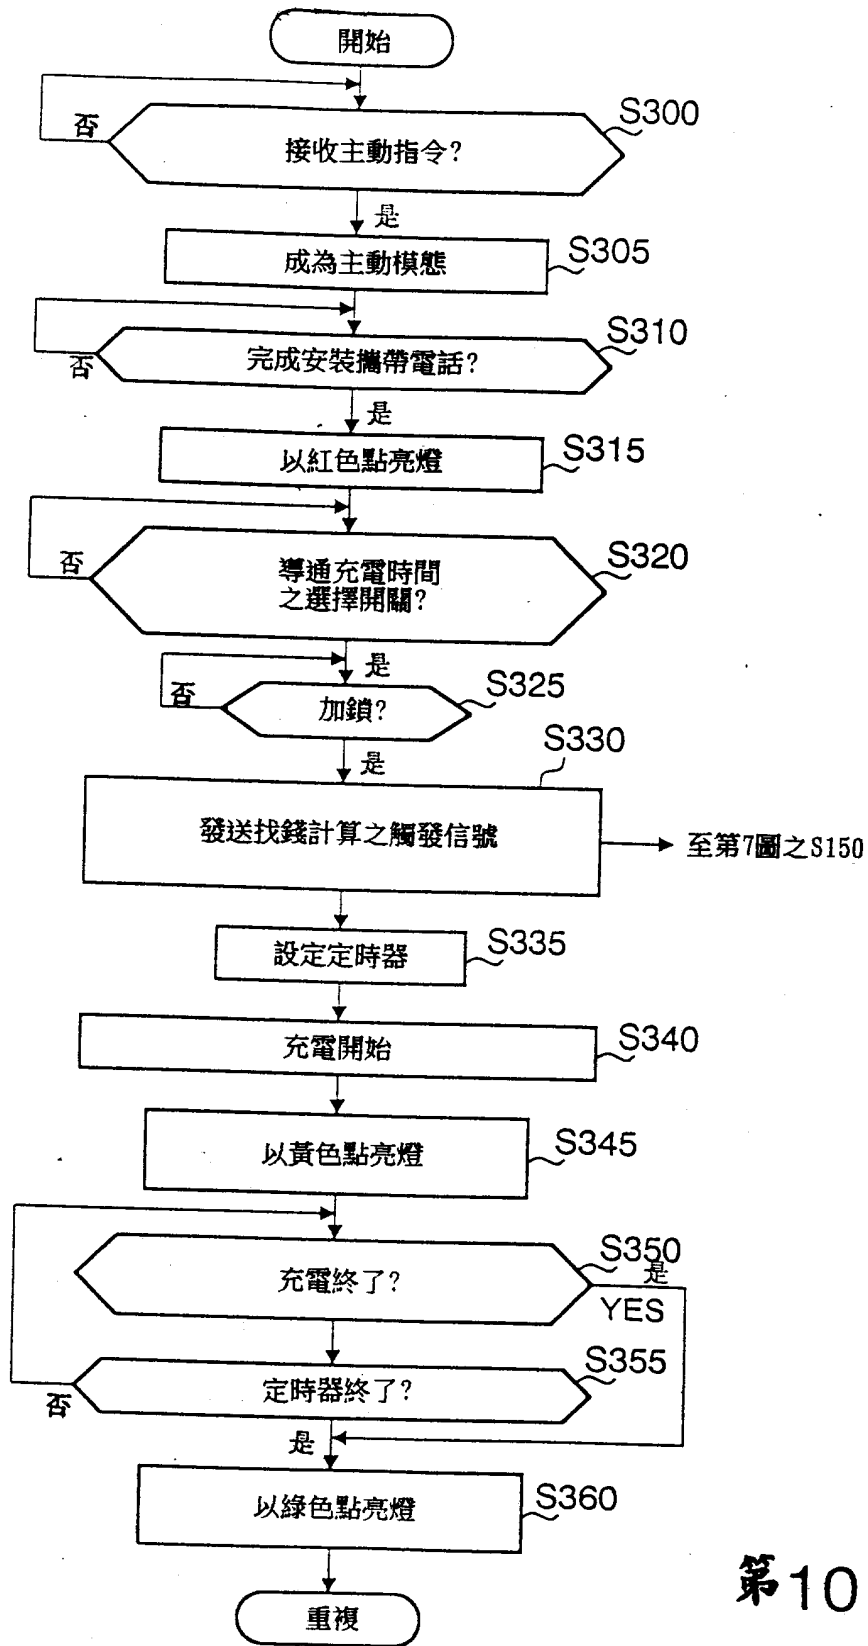 開始
否
S300
接收主動指令?
是
成為主動模態
S305
完成安裝攜帶電話?
S310
否
是
以紅色點亮燈
S315
否
導通充電時間
之選擇開關?
S320
是
否
加鎖?
S325
是
S330
發送找錢計算之觸發信號
至第7圖之S150
設定定時器
S335
充電開始
S340
以黃色點亮燈
S345
充電終了?
S350
是
YES
定時器終了?
S355
否
是
以綠色點亮燈
S360
重複
第10